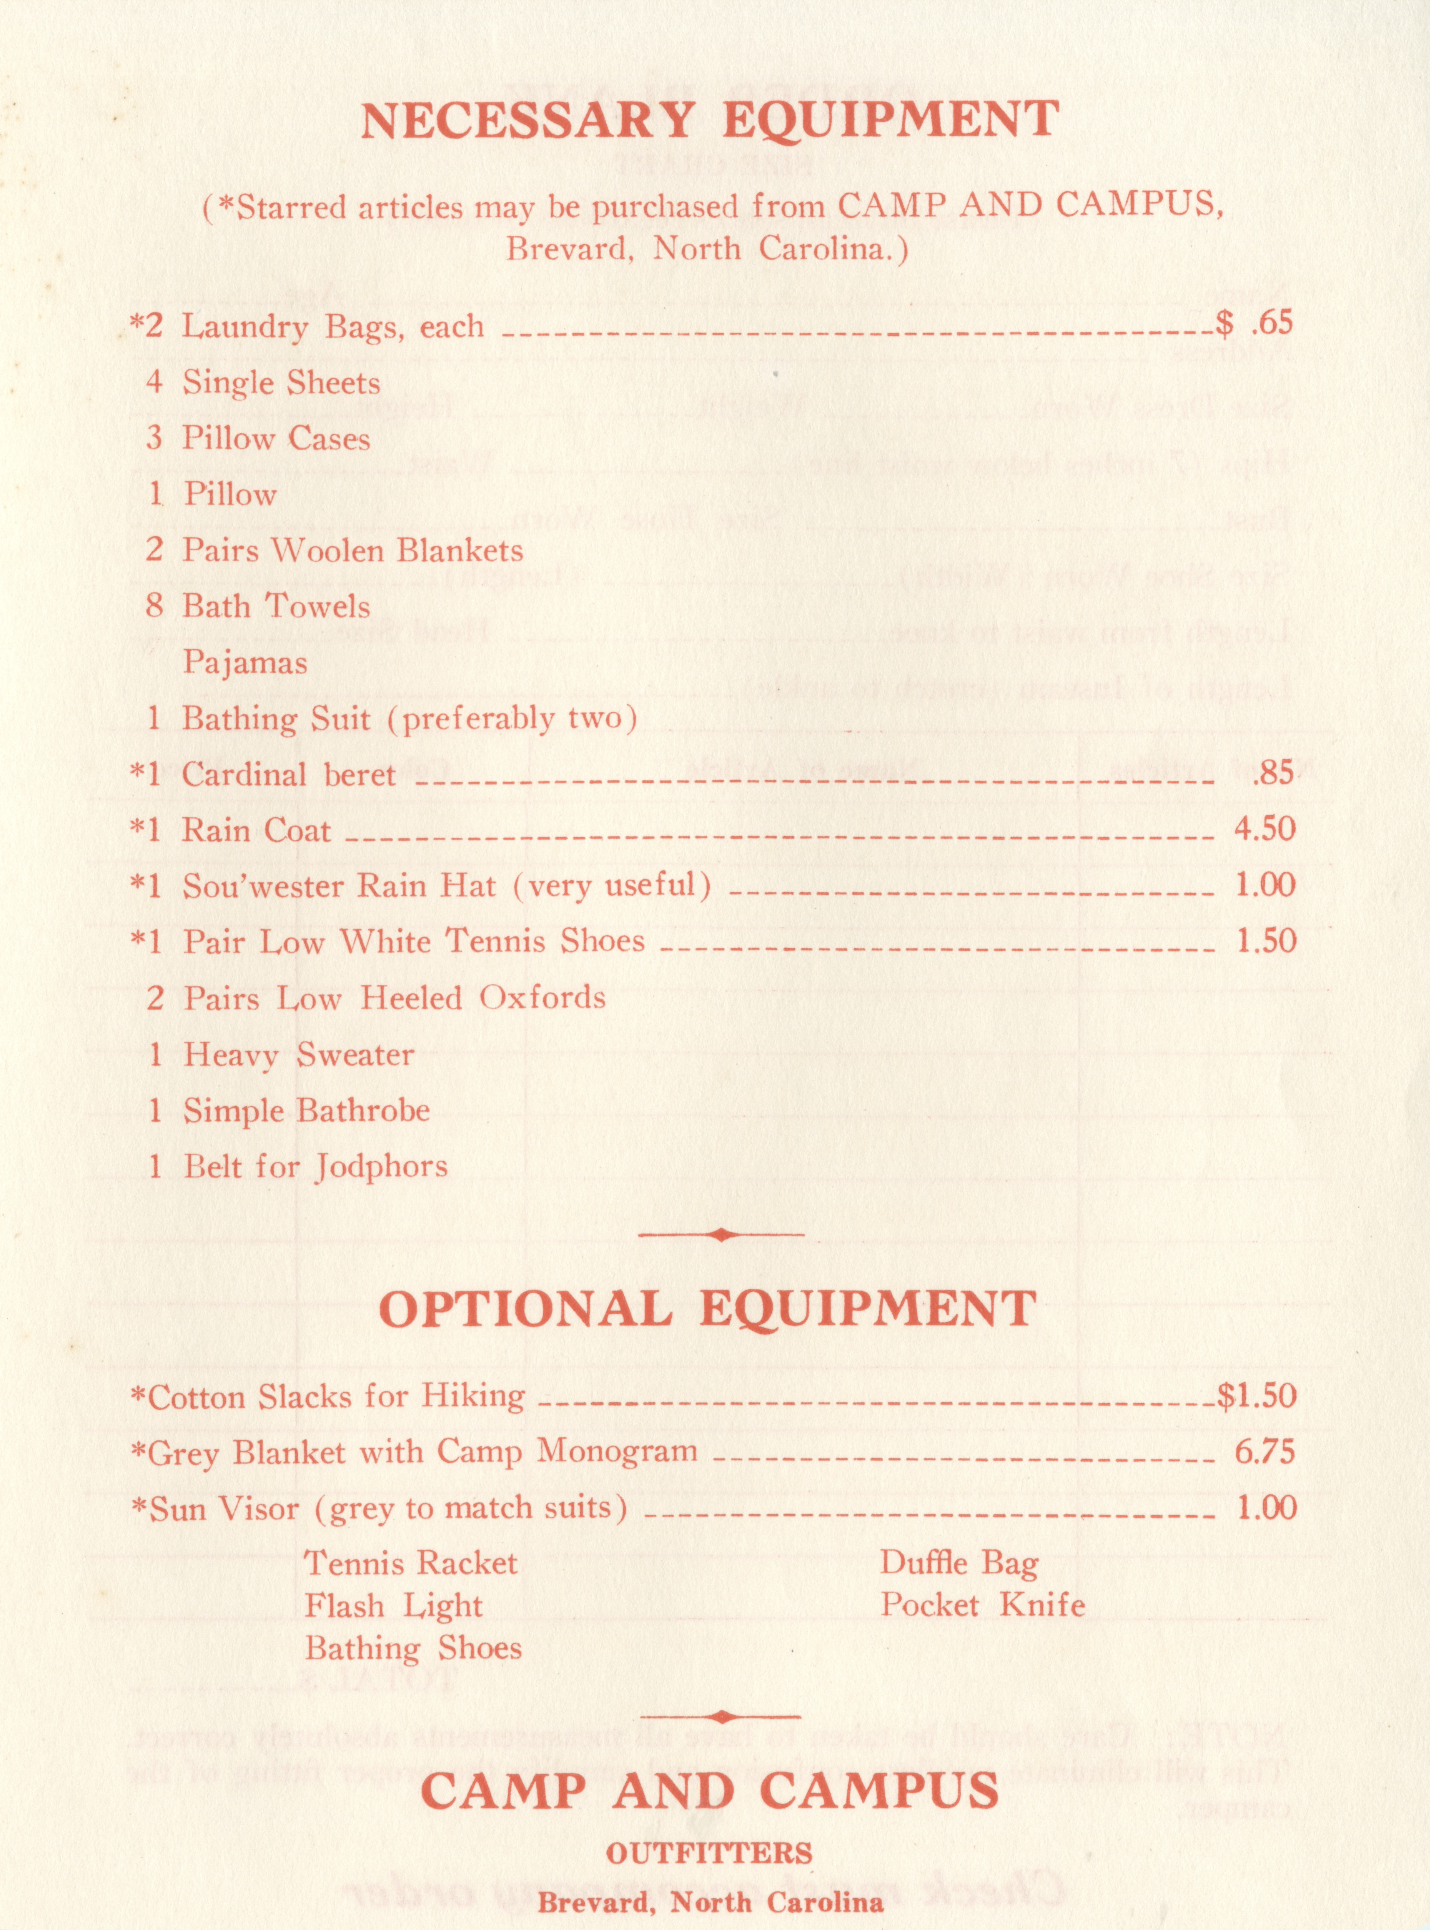 NECESSARY EQUIPMENT
(*Starred articles may be purchased from CAMP AND CAMPUS,
Brevard, North Carolina.)
*2 Laundry Bags, each $ .65
4 Single Sheets
3 Pillow Cases
1 Pillow
2 Pairs Woolen Blankets
8 Bath Towels
Pajamas
1 Bathing Suit (preferably two)
*1 Cardinal beret .85
*1 Rain Coat 4.50
*1 Sou'wester Rain Hat (very useful) 1.00
*1 Pair Low White Tennis Shoes 1.50
2 Pairs Low Heeled Oxfords
1 Heavy Sweater
1 Simple Bathrobe
1 Belt for Jodphors
OPTIONAL EQUIPMENT
*Cotton Slacks for Hiking $1.50
*Grey Blanket with Camp Monogram 6.75
*Sun Visor (grey to match suits) 1.00
Tennis Racket Duffle Bag
Flash Light Pocket Knife
Bathing Shoes
CAMP AND CAMPUS
OUTFITTERS
Brevard, North Carolina